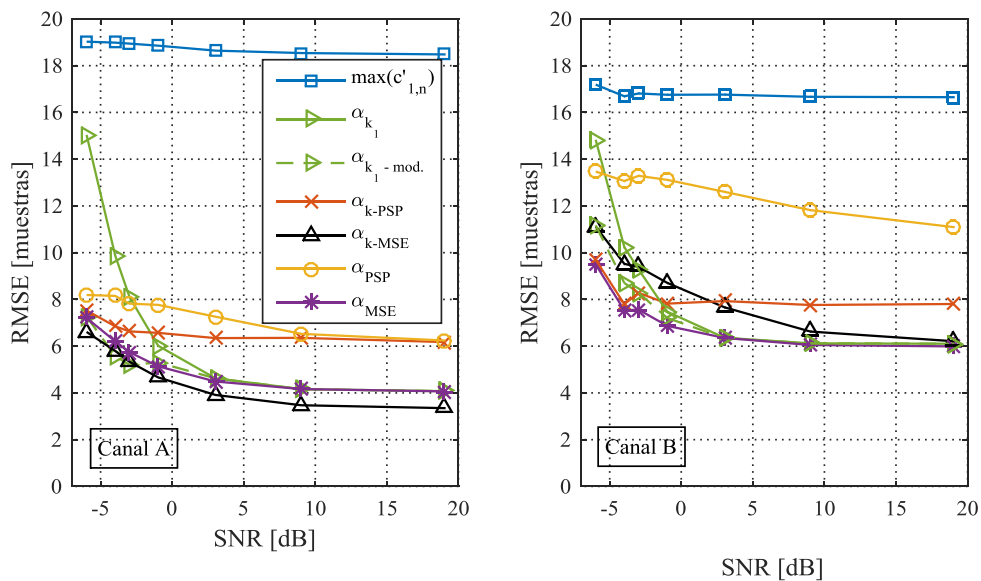 20
18
16
14
12
10
8
6
4
2
0
-5
0
5
10
15
20
RMSE [muestras]
SNR [dB]
max(c'1,n)
αk1
αk1 - mod.
αk-PSP
αk-MSE
αPSP
αMSE
Canal A
20
18
16
14
12
10
8
6
4
2
0
-5
0
5
10
15
20
RMSE [muestras]
SNR [dB]
Canal B